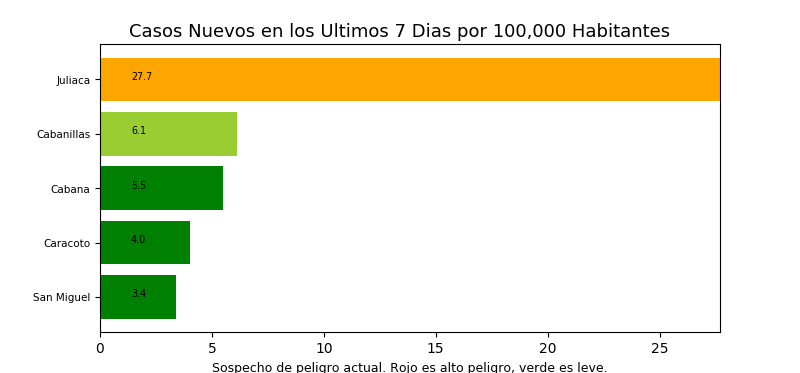 Casos Nuevos en los Ultimos 7 Dias por 100,000 Habitantes
Juliaca 27.7
Cabanillas 6.1
Cabana 5.5
Caracoto 4.0
San Miguel 3.4
0 5 10 15 20 25
Sospecho de peligro actual. Rojo es alto peligro, verde es leve.